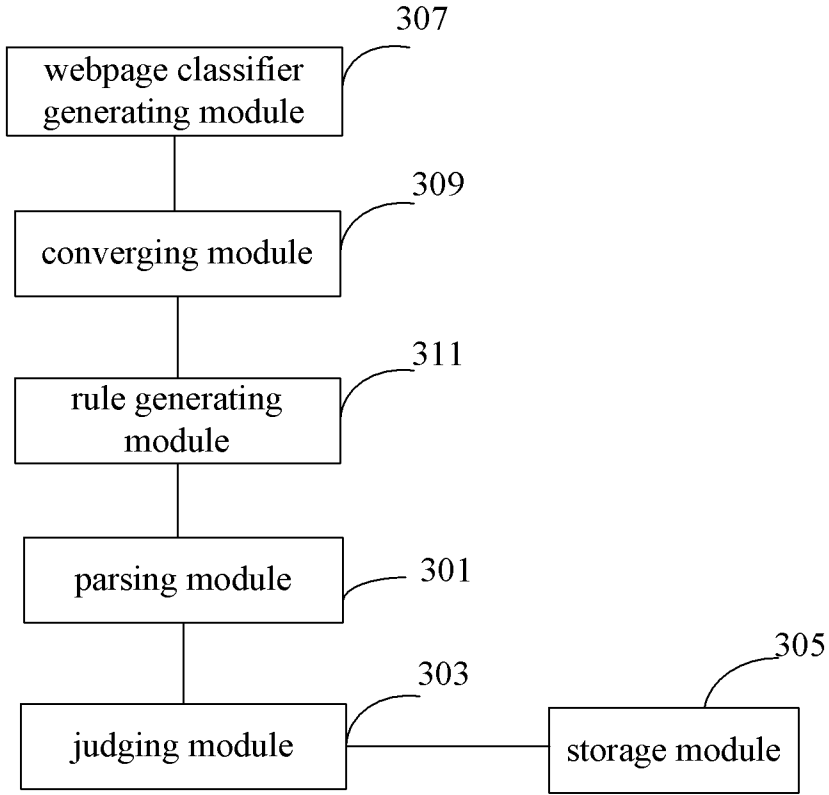 307
webpage classifier
generating module
309
converging module
311
rule generating
module
parsing module
301
305
303
judging module
storage module